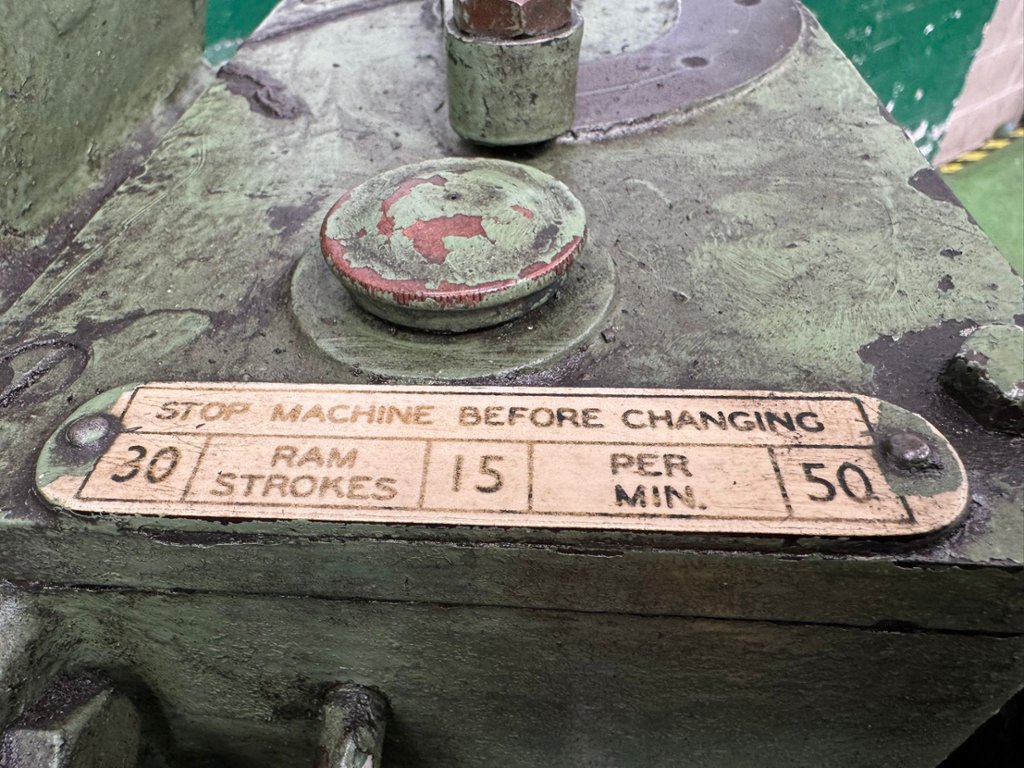 STOP MACHINE BEFORE CHANGING
30 RAM STROKES 15 PER MIN. 50